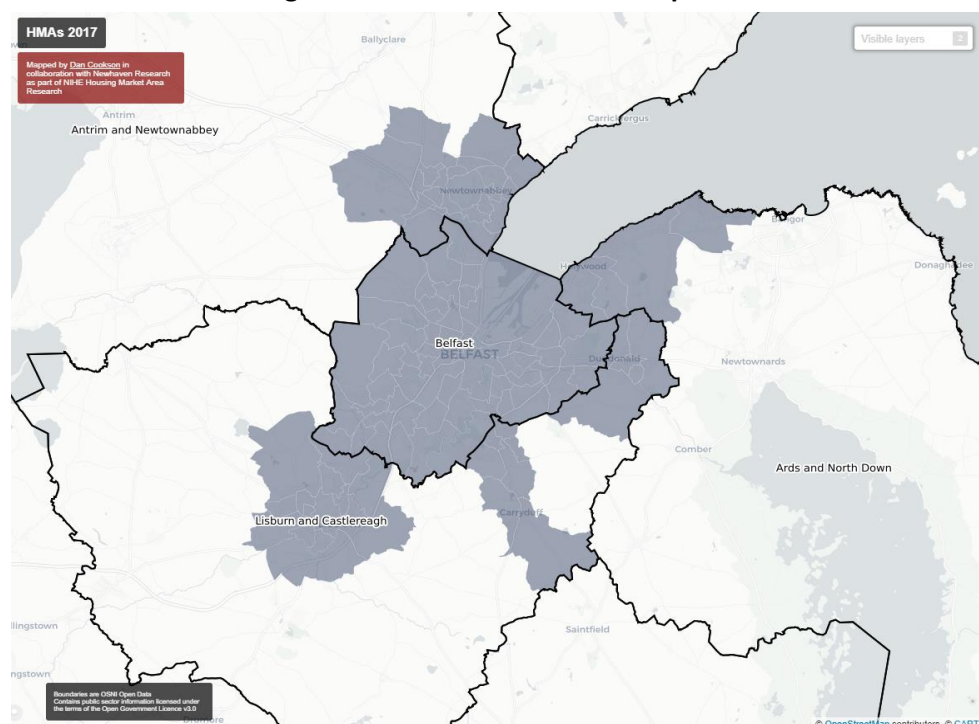 HMAs 2017
Visible layers 2
Mapped by Dan Cookson in
collaboration with Newhaven Research
as part of NIHE Housing Market Area
Research
Ballyclare
Antrim
Antrim and Newtownabbey
Carrickfergus
Newtownabbey
Bangor
Holywood
Donaghadee
Belfast
BELFAST
Dundonald
Newtownards
Comber
Ards and North Down
Lisburn and Castlereagh
Carryduff
Saintfield
Boundaries are OSNI Open Data
Contains public sector information licensed under
the terms of the Open Government Licence v3.0
Dromore
© OpenStreetMap contributors, © CART